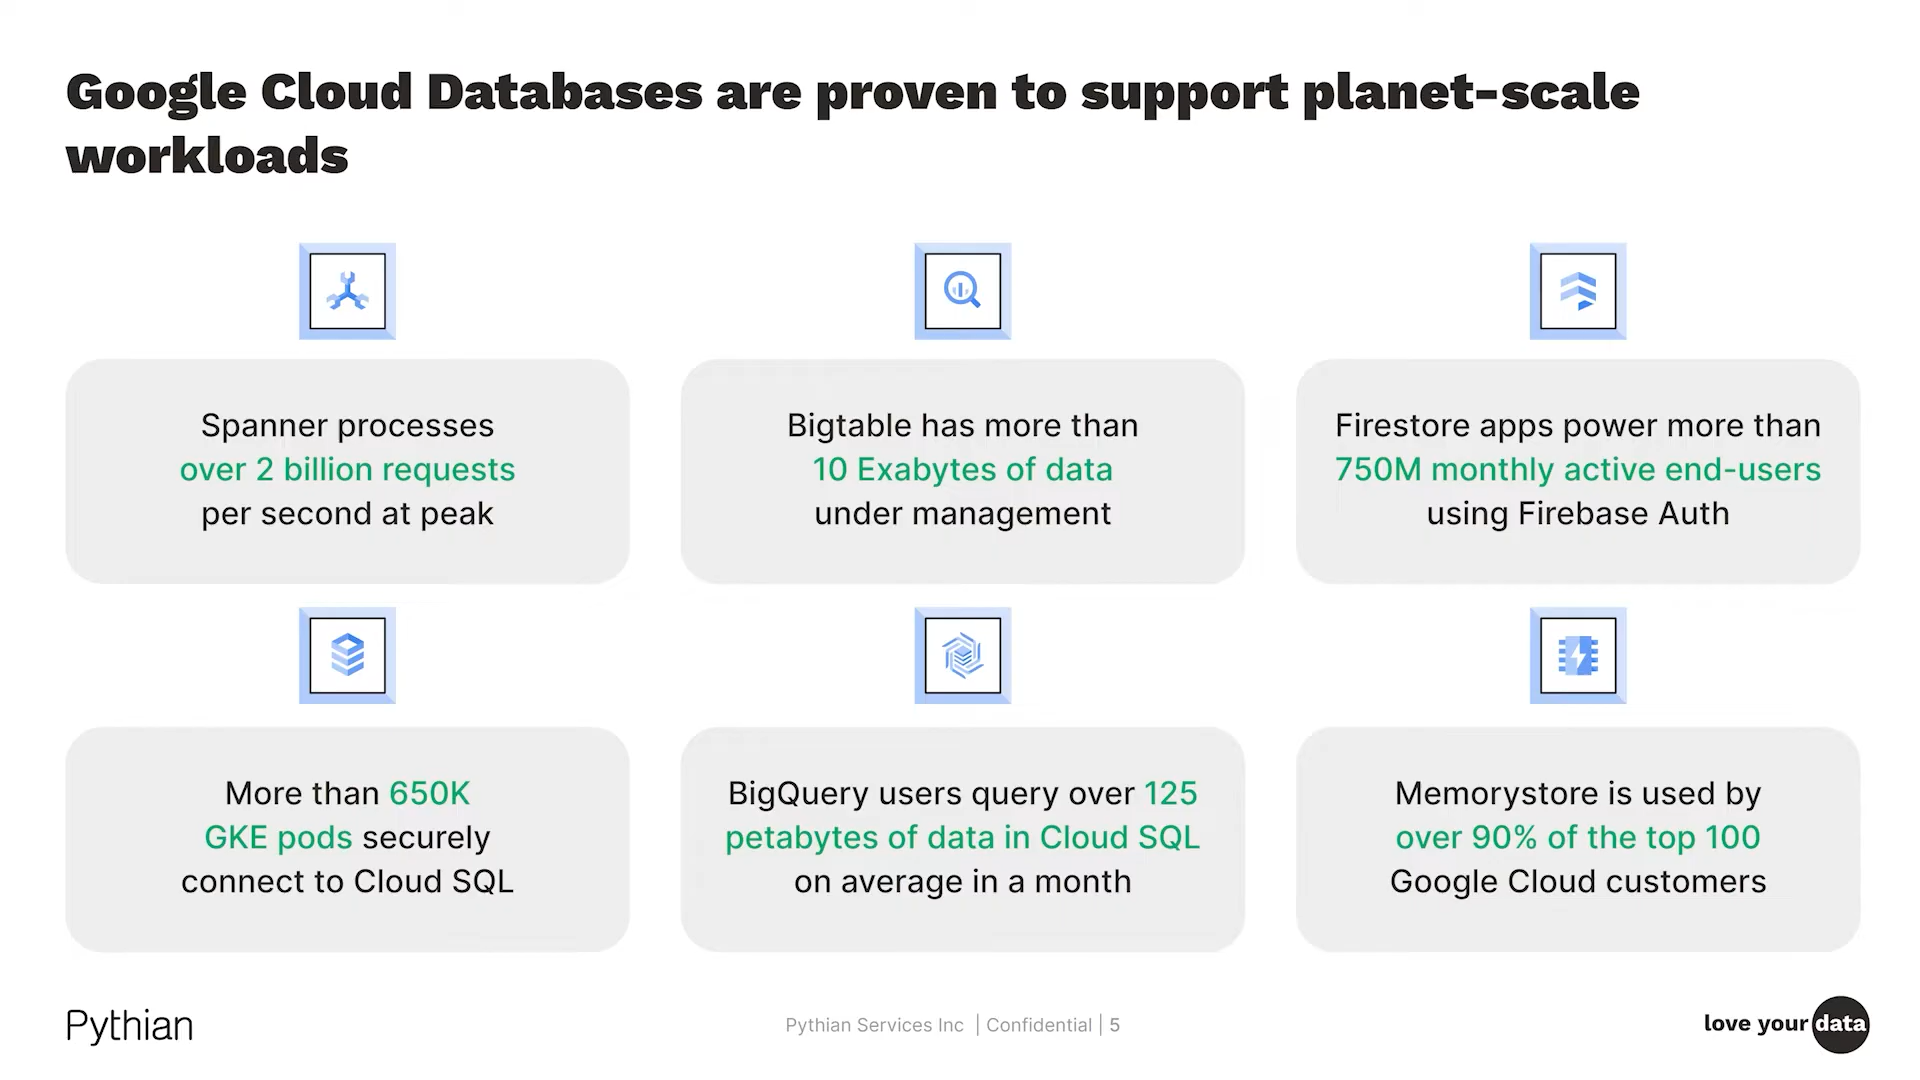 Google Cloud Databases are proven to support planet-scale
workloads
Spanner processes
over 2 billion requests
per second at peak
Bigtable has more than
10 Exabytes of data
under management
Firestore apps power more than
750M monthly active end-users
using Firebase Auth
More than 650K
GKE pods securely
connect to Cloud SQL
BigQuery users query over 125
petabytes of data in Cloud SQL
on average in a month
Memorystore is used by
over 90% of the top 100
Google Cloud customers
Pythian
Pythian Services Inc | Confidential | 5
love your data